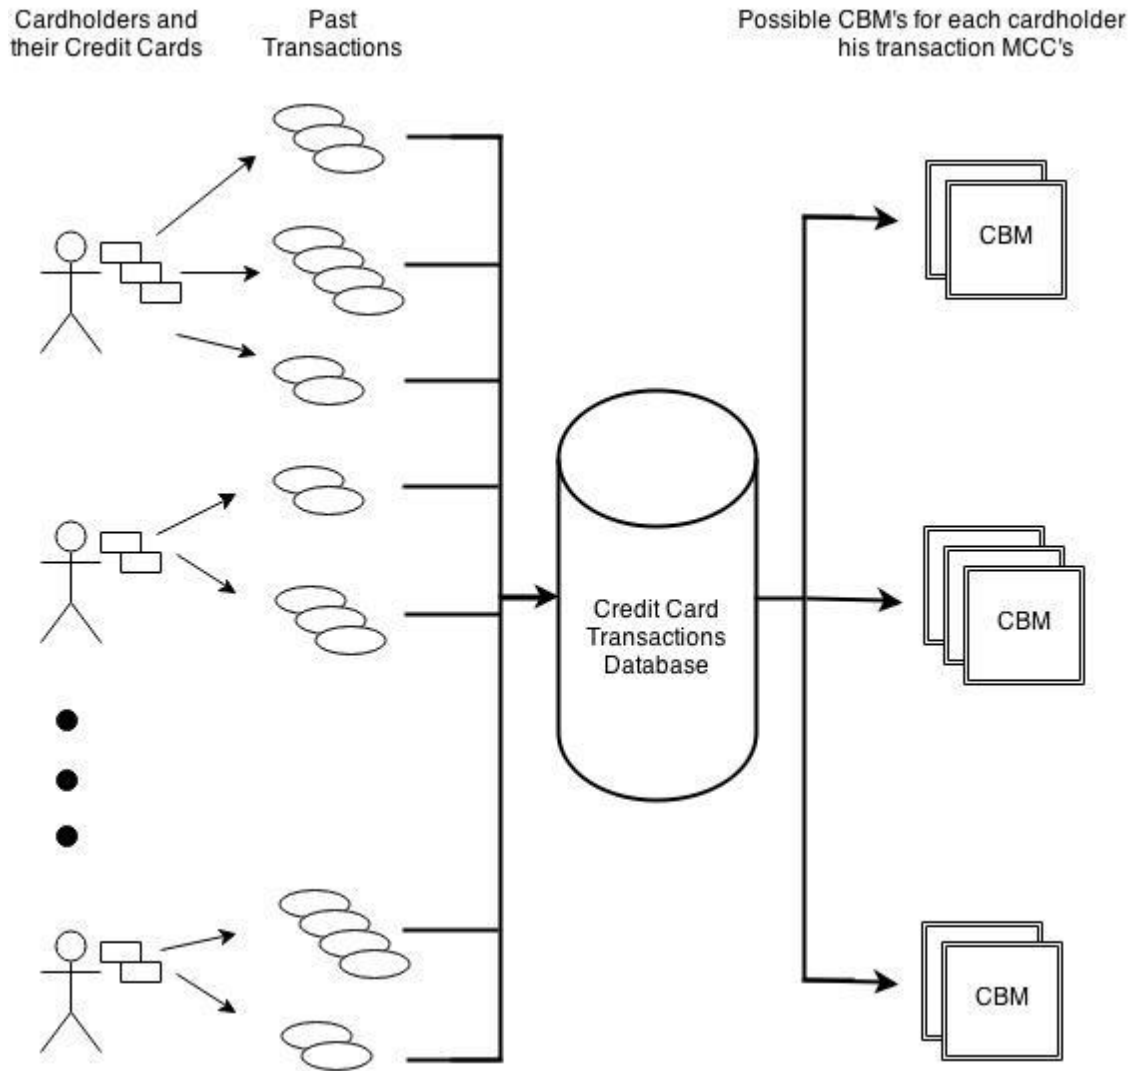 Cardholders and
their Credit Cards
Past
Transactions
Possible CBM's for each cardholder
his transaction MCC's
CBM
Credit Card
Transactions
Database
CBM
CBM